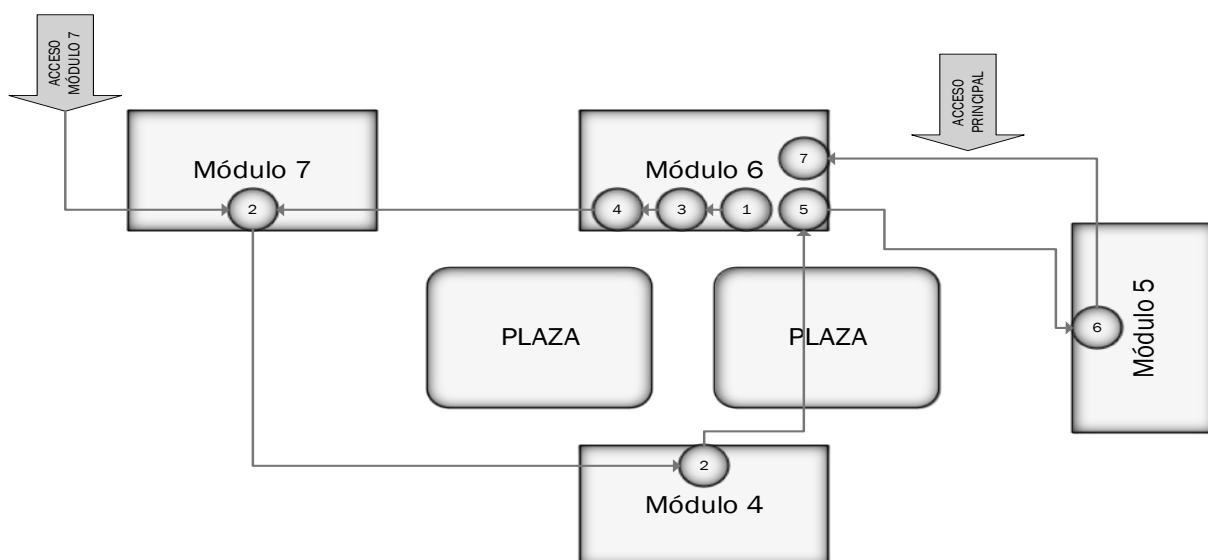 ACCESO
MÓDULO 7
ACCESO
PRINCIPAL
Módulo 7
Módulo 6
7
2
4
3
1
5
Módulo 5
6
PLAZA
PLAZA
2
Módulo 4